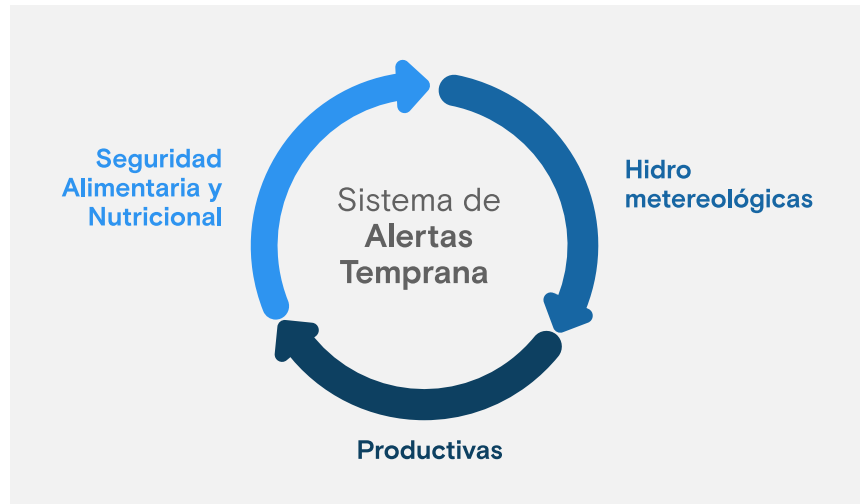 Seguridad
Alimentaria y
Nutricional
Sistema de
Alertas
Temprana
Hidro
metereológicas
Productivas